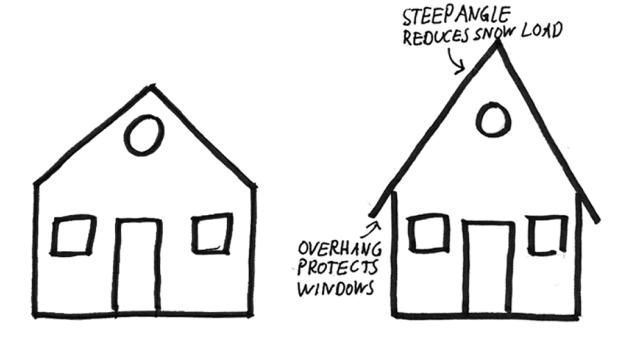 STEEP ANGLE
REDUCES SNOW LOAD
OVERHANG
PROTECTS
WINDOWS